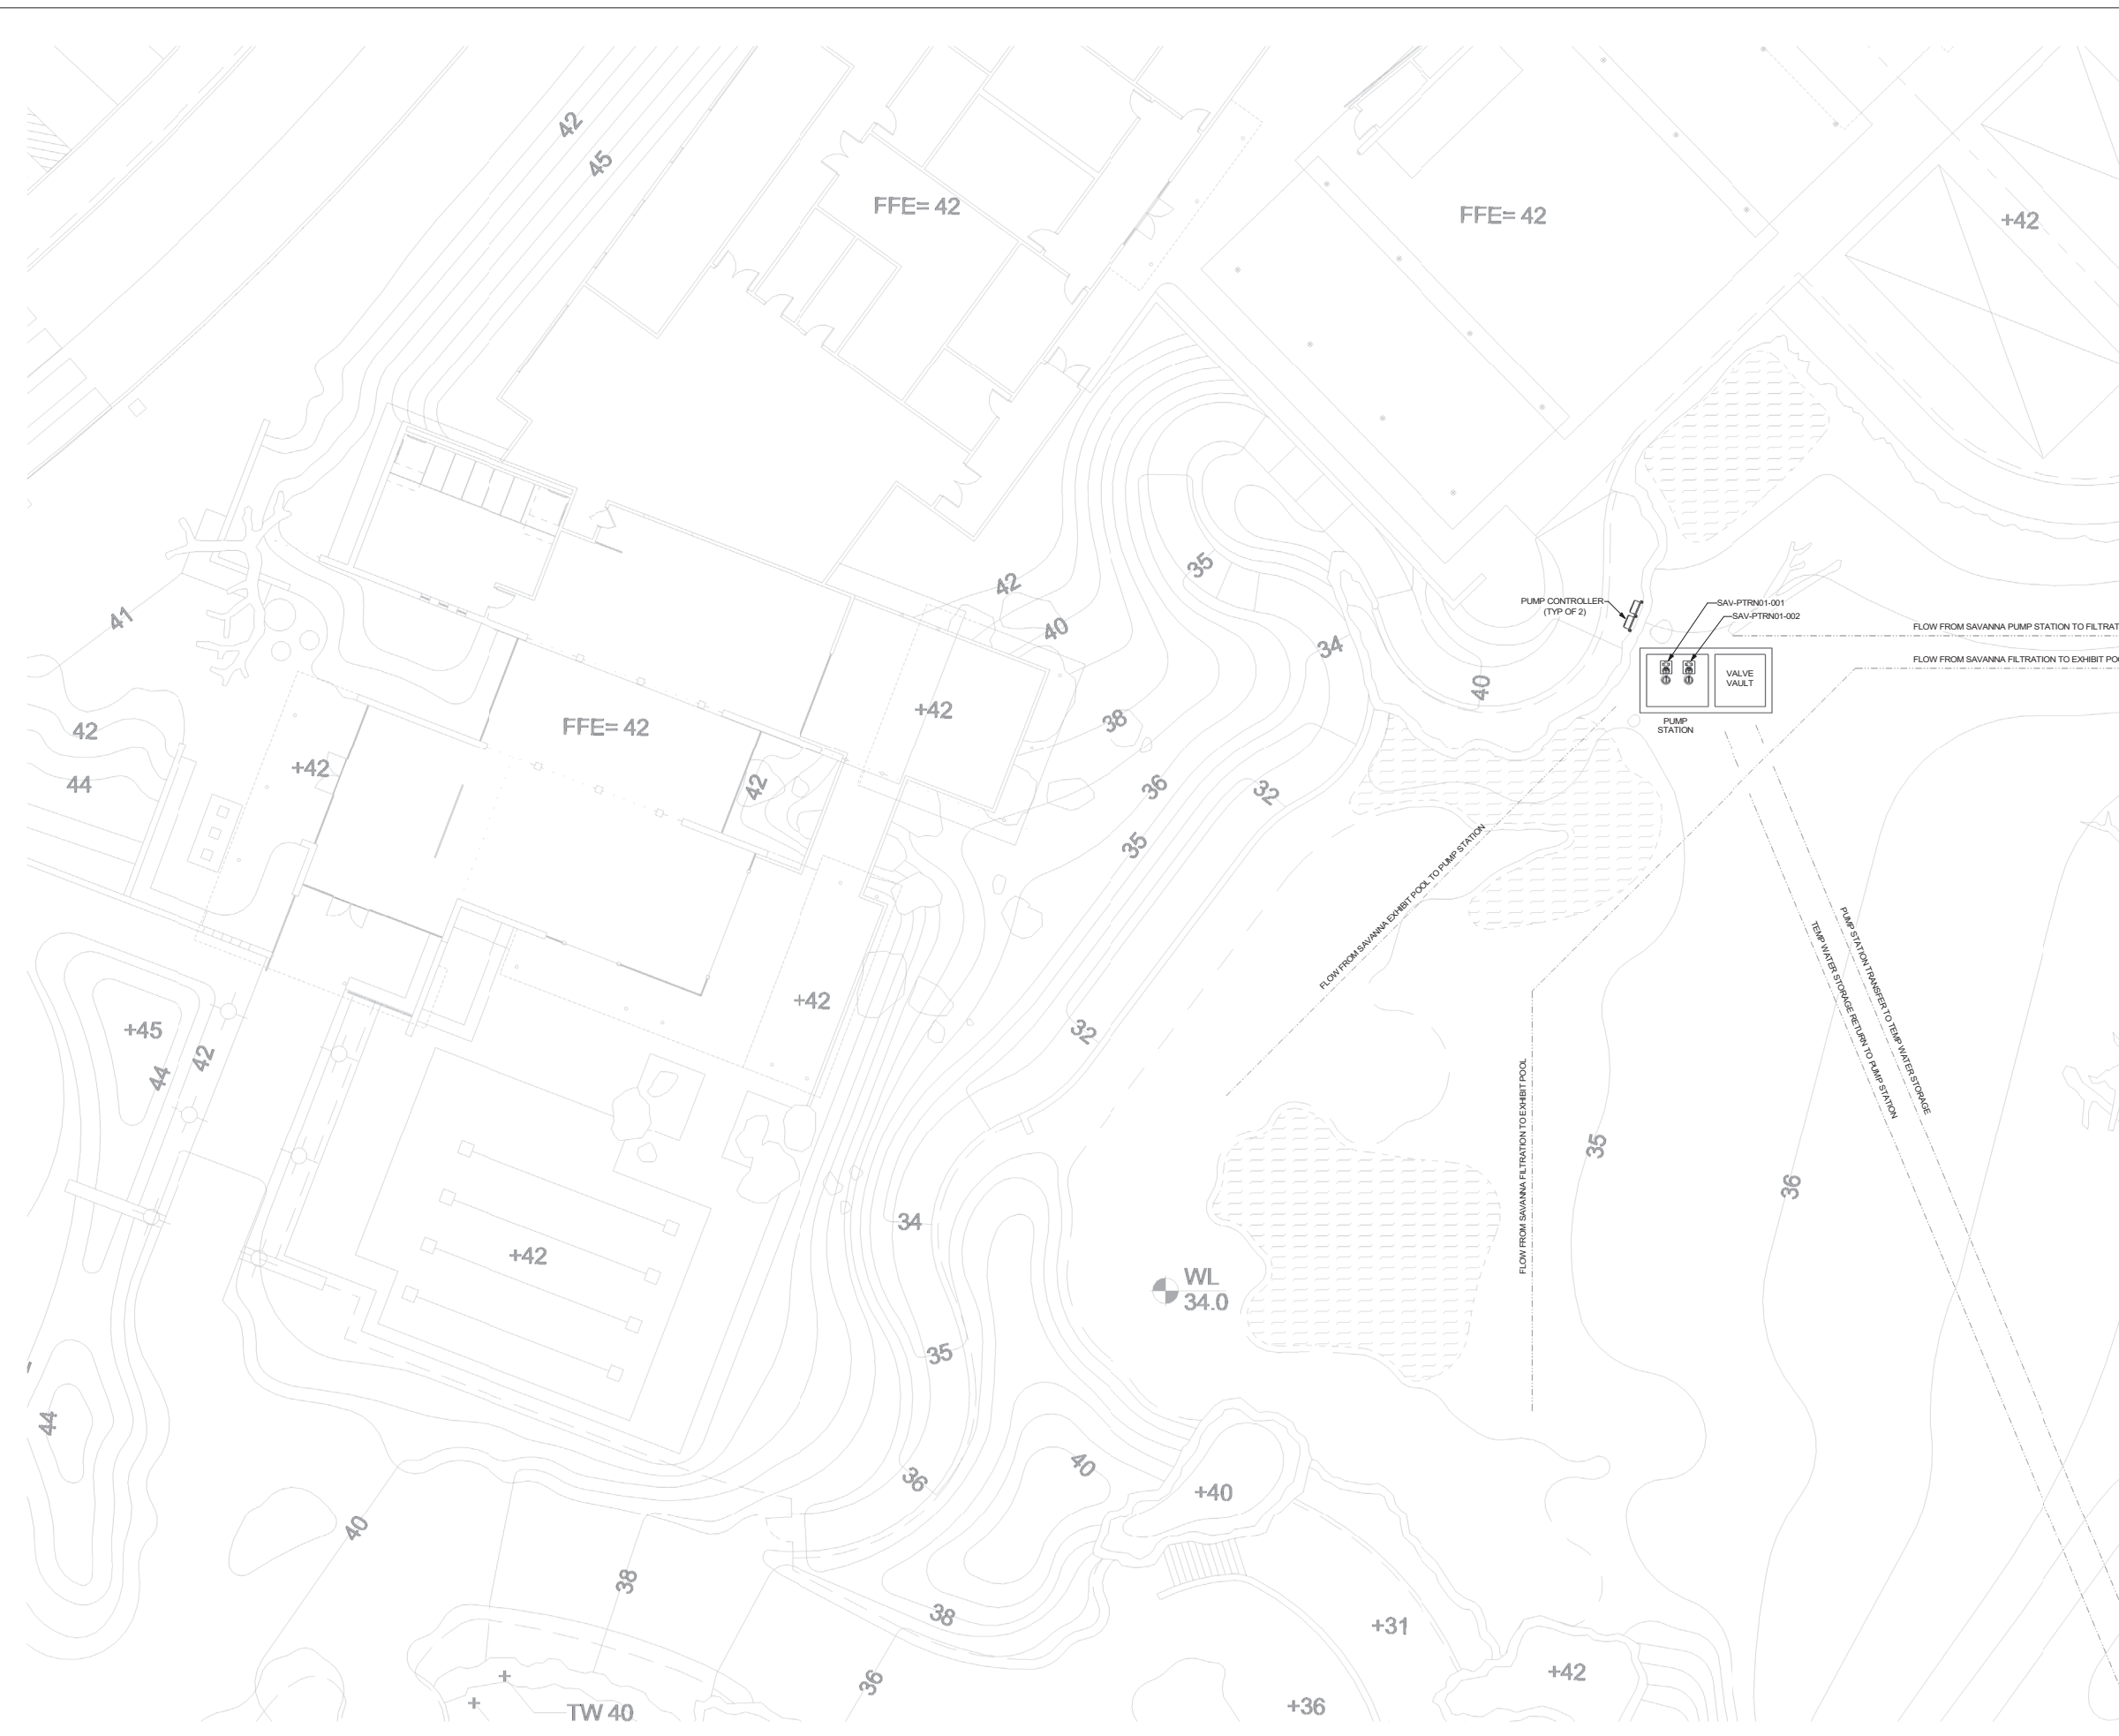 42
45
FFE= 42
FFE= 42
+42
41
42
35
40
34
PUMP CONTROLLER
(TYP OF 2)
SAV-PTRN01-001
SAV-PTRN01-002
FLOW FROM SAVANNA PUMP STATION TO FILTRAT
FLOW FROM SAVANNA FILTRATION TO EXHIBIT PO
VALVE
VAULT
PUMP
STATION
40
+42
38
FFE= 42
42
44
+42
42
36
32
35
FLOW FROM SAVANNA EXHIBIT POOL TO PUMP STATION
PUMP STATION TRANSFER TO TEMP WATER STORAGE
TEMP WATER STORAGE RETURN TO PUMP STATION
+42
+45
44
42
32
FLOW FROM SAVANNA FILTRATION TO EXHIBIT POOL
35
36
34
+42
WL
34.0
35
44
36
40
+40
40
38
38
+31
36
+42
+36
TW 40